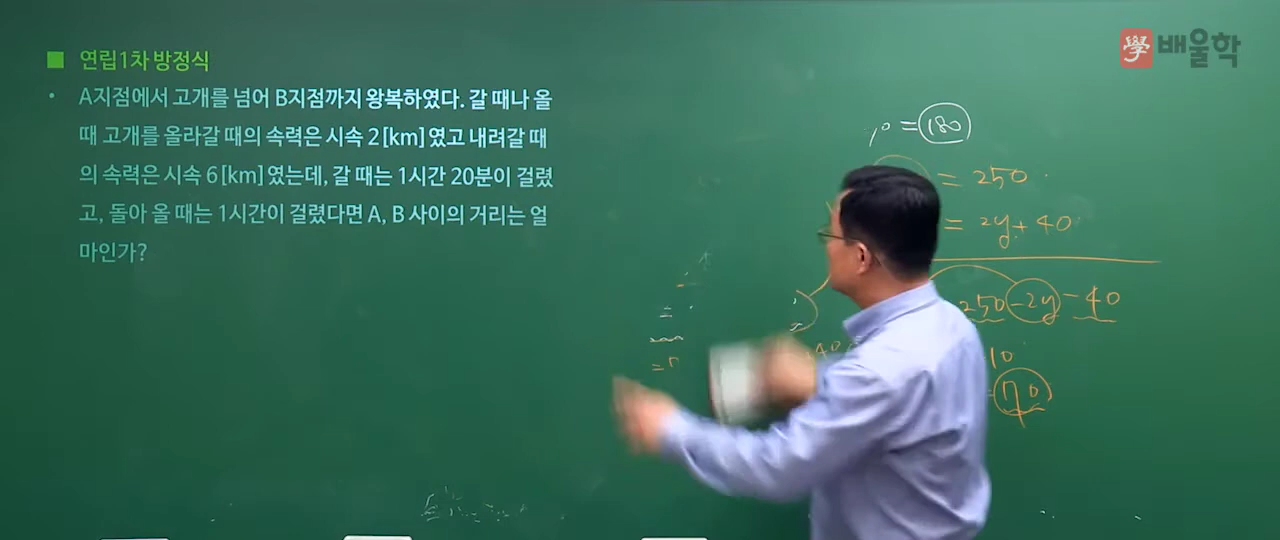 ■ 연립1차 방정식
學 배울학
• A지점에서 고개를 넘어 B지점까지 왕복하였다. 갈 때나 올
때 고개를 올라갈 때의 속력은 시속 2[km]였고 내려갈 때
의 속력은 시속 6[km]였는데, 갈 때는 1시간 20분이 걸렸
고, 돌아 올 때는 1시간이 걸렸다면 A, B 사이의 거리는 얼
마인가?
= 180
= 250
= 2y + 40
250 - 2y - 40
10
70